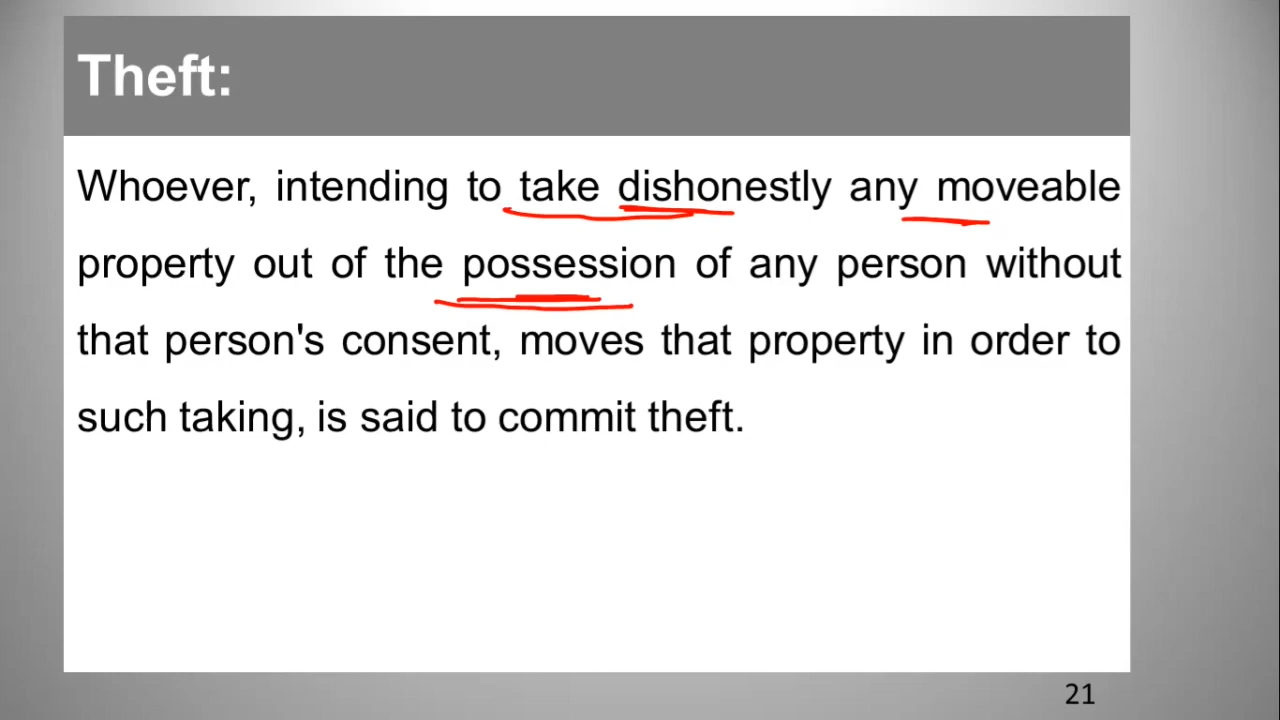 Theft:
Whoever, intending to take dishonestly any moveable
property out of the possession of any person without
that person's consent, moves that property in order to
such taking, is said to commit theft.
21